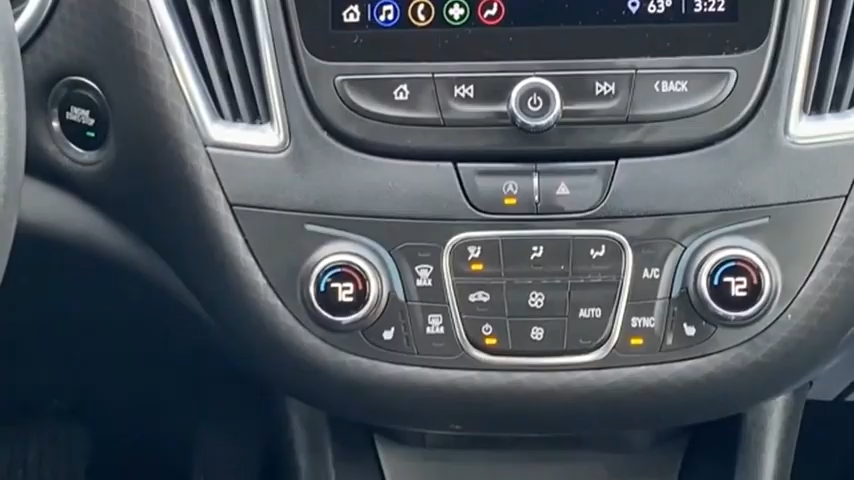 63° 3:22
ENGINE
START/STOP
BACK
MAX
A/C
72
72
REAR
AUTO
SYNC